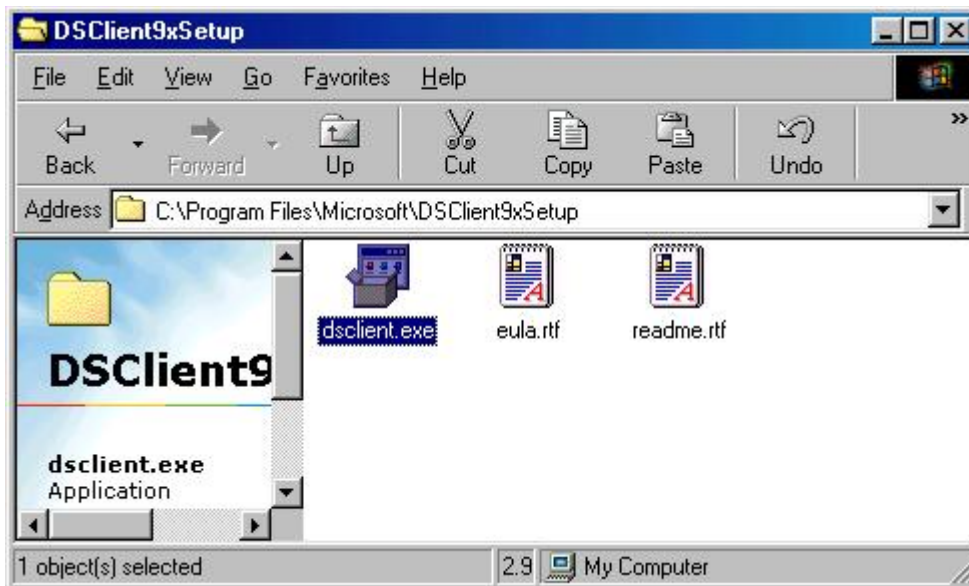 DSClient9xSetup
File Edit View Go Favorites Help
Back Forward Up Cut Copy Paste Undo »
Address C:\Program Files\Microsoft\DSClient9xSetup
dsclient.exe eula.rtf readme.rtf
DSClient9
dsclient.exe
Application
1 object(s) selected 2.9 My Computer